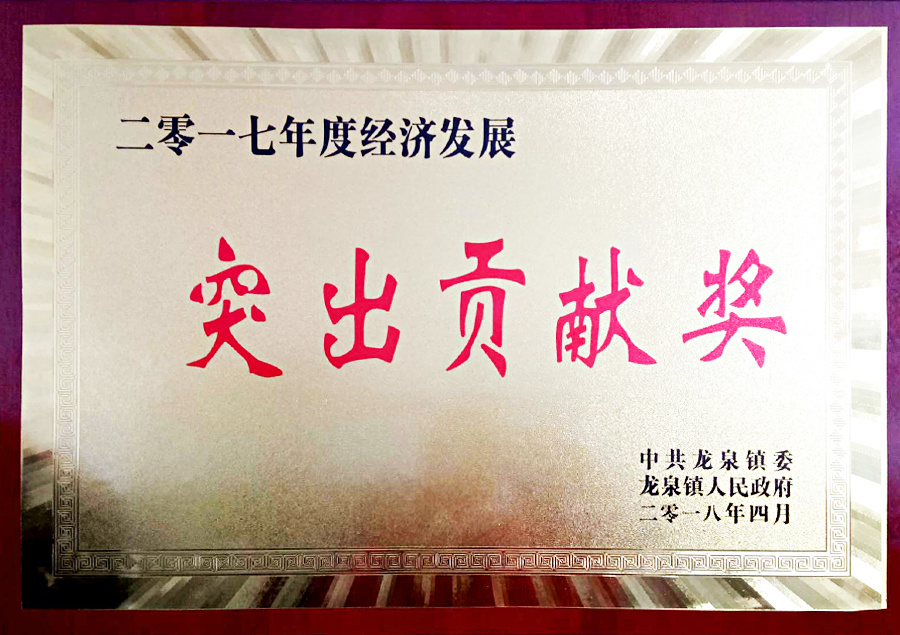 二零一七年度经济发展
突出贡献奖
中共龙泉镇委
龙泉镇人民政府
二零一八年四月